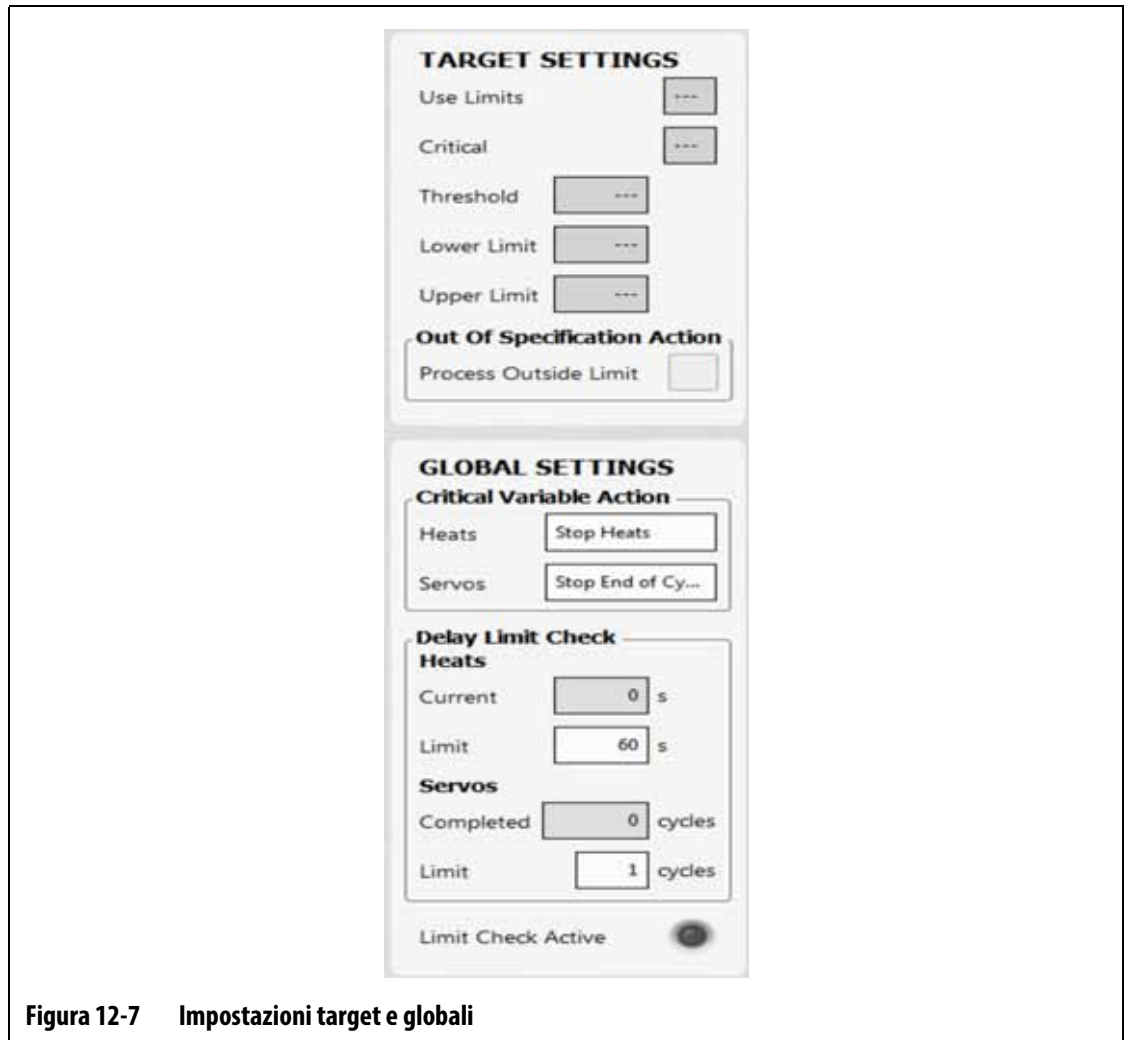 TARGET SETTINGS
Use Limits ---
Critical ---
Threshold ---
Lower Limit ---
Upper Limit ---
Out Of Specification Action
Process Outside Limit
GLOBAL SETTINGS
Critical Variable Action
Heats Stop Heats
Servos Stop End of Cy...
Delay Limit Check
Heats
Current 0 s
Limit 60 s
Servos
Completed 0 cycles
Limit 1 cycles
Limit Check Active
Figura 12-7 Impostazioni target e globali